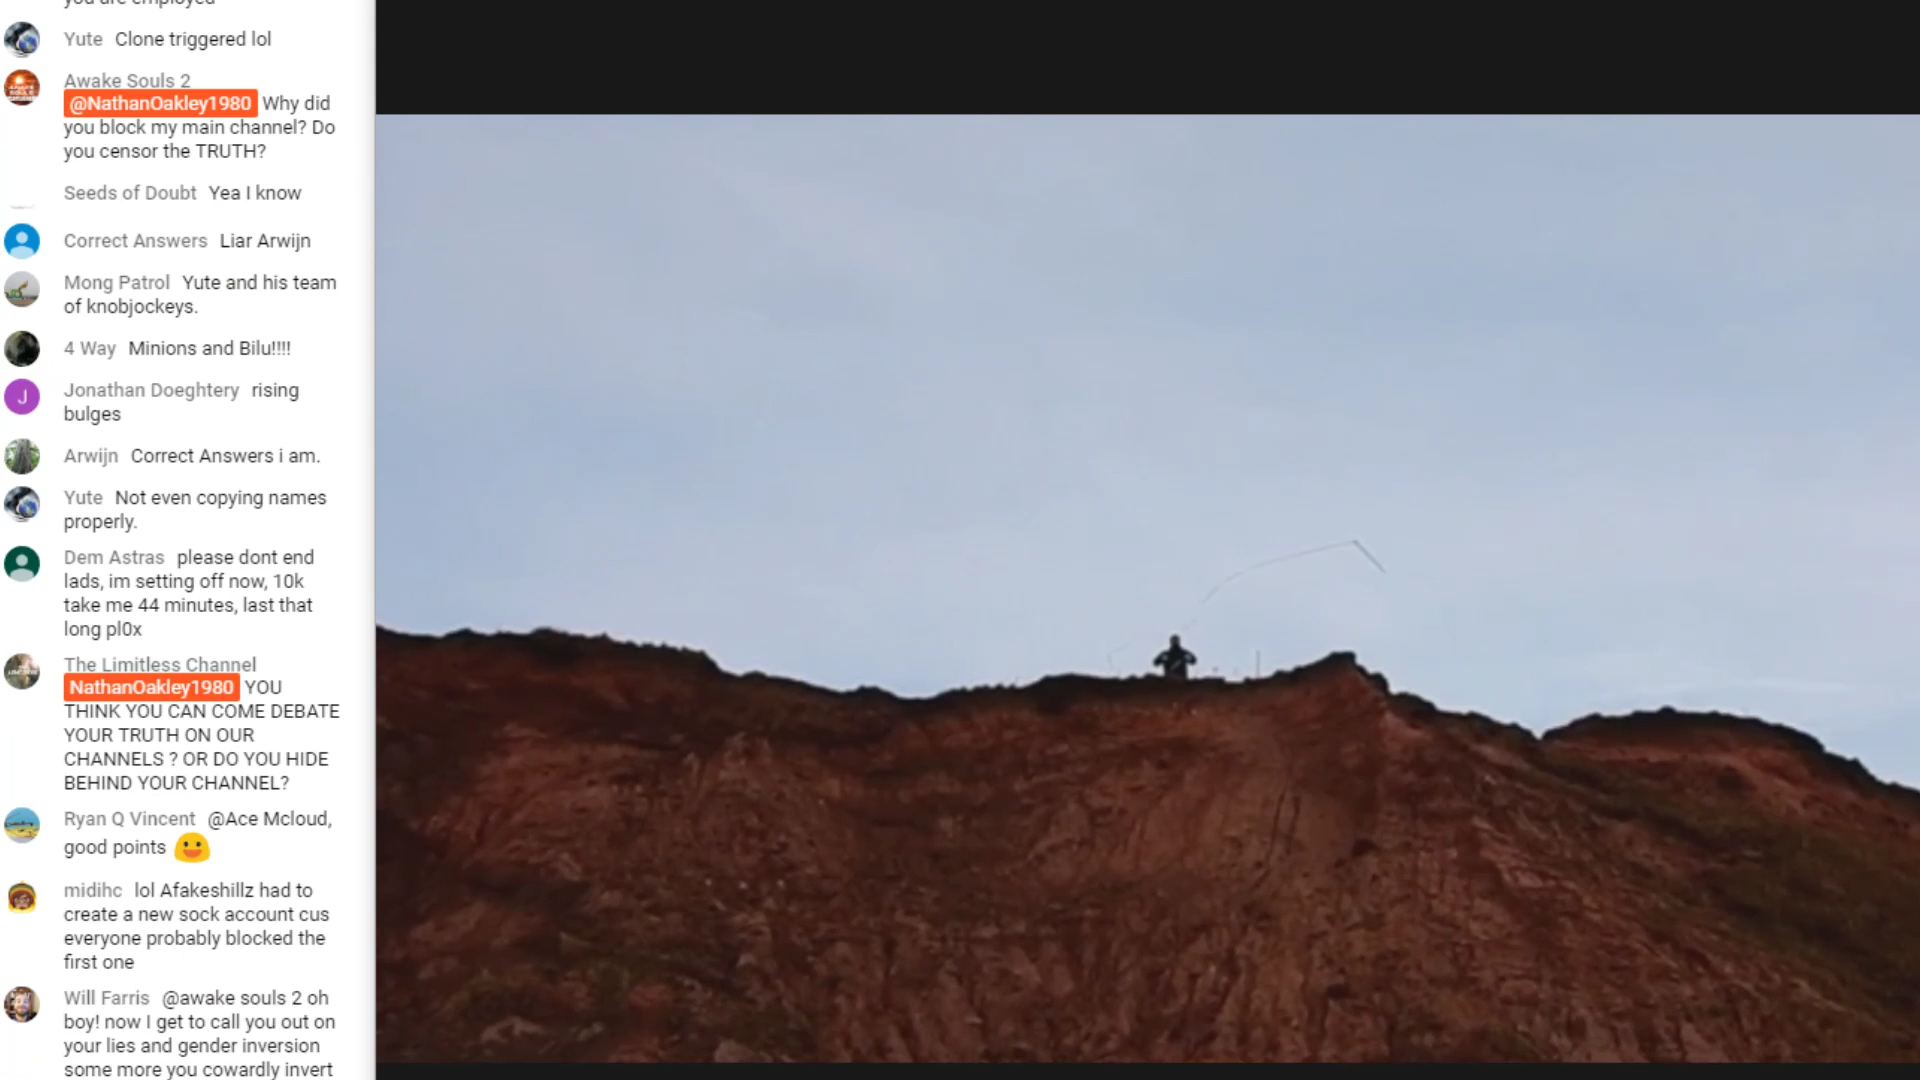 you are employed
Yute Clone triggered lol
Awake Souls 2
@NathanOakley1980 Why did
you block my main channel? Do
you censor the TRUTH?
Seeds of Doubt Yea I know
Correct Answers Liar Arwijn
Mong Patrol Yute and his team
of knobjockeys.
4 Way Minions and Bilu!!!!
J
Jonathan Doeghtery rising
bulges
Arwijn Correct Answers i am.
Yute Not even copying names
properly.
Dem Astras please dont end
lads, im setting off now, 10k
take me 44 minutes, last that
long pl0x
The Limitless Channel
NathanOakley1980 YOU
THINK YOU CAN COME DEBATE
YOUR TRUTH ON OUR
CHANNELS ? OR DO YOU HIDE
BEHIND YOUR CHANNEL?
Ryan Q Vincent @Ace Mcloud,
good points
midihc lol Afakeshillz had to
create a new sock account cus
everyone probably blocked the
first one
Will Farris @awake souls 2 oh
boy! now I get to call you out on
your lies and gender inversion
some more you cowardly invert